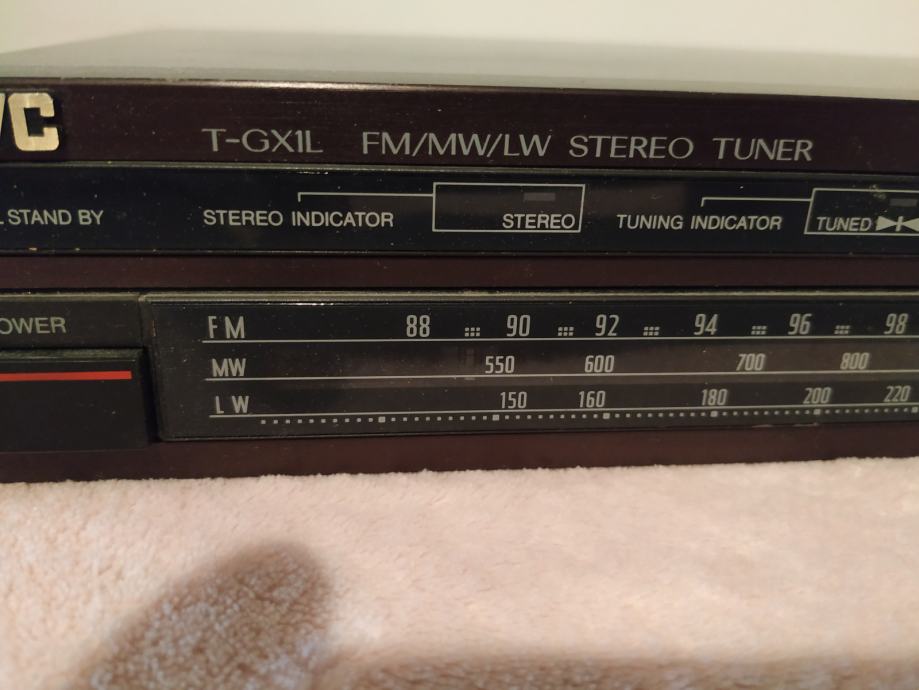 VC
T-GX1L FM/MW/LW STEREO TUNER
L STAND BY STEREO INDICATOR STEREO TUNING INDICATOR TUNED
OWER
FM 88 90 92 94 96 98
MW 550 600 700 800
LW 150 160 180 200 220